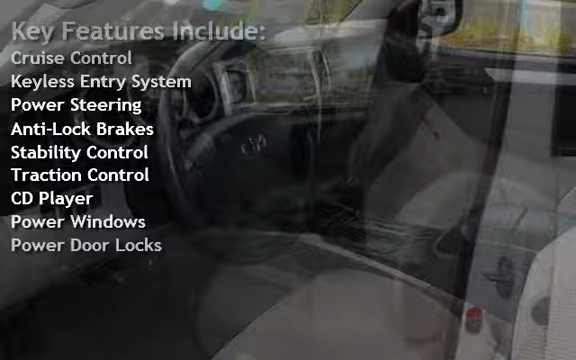 Key Features Include:
Cruise Control
Keyless Entry System
Power Steering
Anti-Lock Brakes
Stability Control
Traction Control
CD Player
Power Windows
Power Door Locks